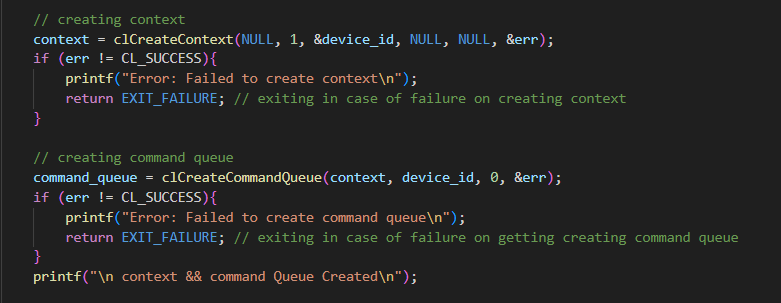 // creating context
context = clCreateContext(NULL, 1, &device_id, NULL, NULL, &err);
if (err != CL_SUCCESS){
    printf("Error: Failed to create context\n");
    return EXIT_FAILURE; // exiting in case of failure on creating context
}
// creating command queue
command_queue = clCreateCommandQueue(context, device_id, 0, &err);
if (err != CL_SUCCESS){
    printf("Error: Failed to create command queue\n");
    return EXIT_FAILURE; // exiting in case of failure on getting creating command queue
}
printf("\n context && command Queue Created\n");